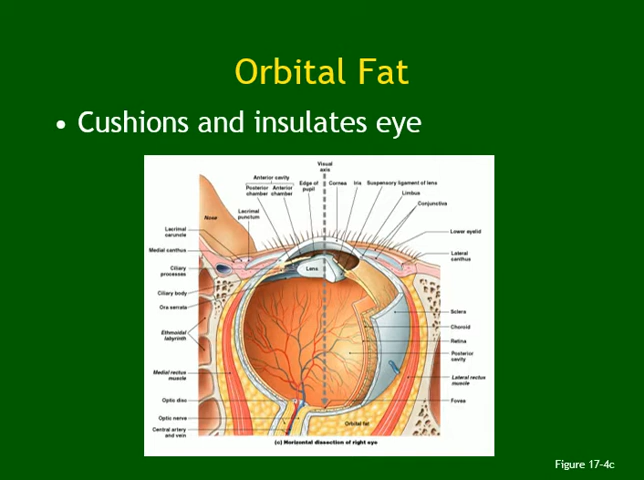 Orbital Fat
• Cushions and insulates eye
Visual
axis
Anterior cavity
Posterior
chamber
Anterior
chamber
Edge of
pupil
Cornea
Iris
Suspensory ligament of lens
Limbus
Conjunctiva
Nose
Lacrimal
punctum
Lacrimal
caruncle
Medial canthus
Ciliary
processes
Ciliary body
Ora serrata
Ethmoidal
labyrinth
Medial rectus
muscle
Optic disc
Optic nerve
Central artery
and vein
Lens
Lower eyelid
Lateral
canthus
Sclera
Choroid
Retina
Posterior
cavity
Lateral rectus
muscle
Fovea
Orbital fat
(c) Horizontal dissection of right eye
Figure 17-4c